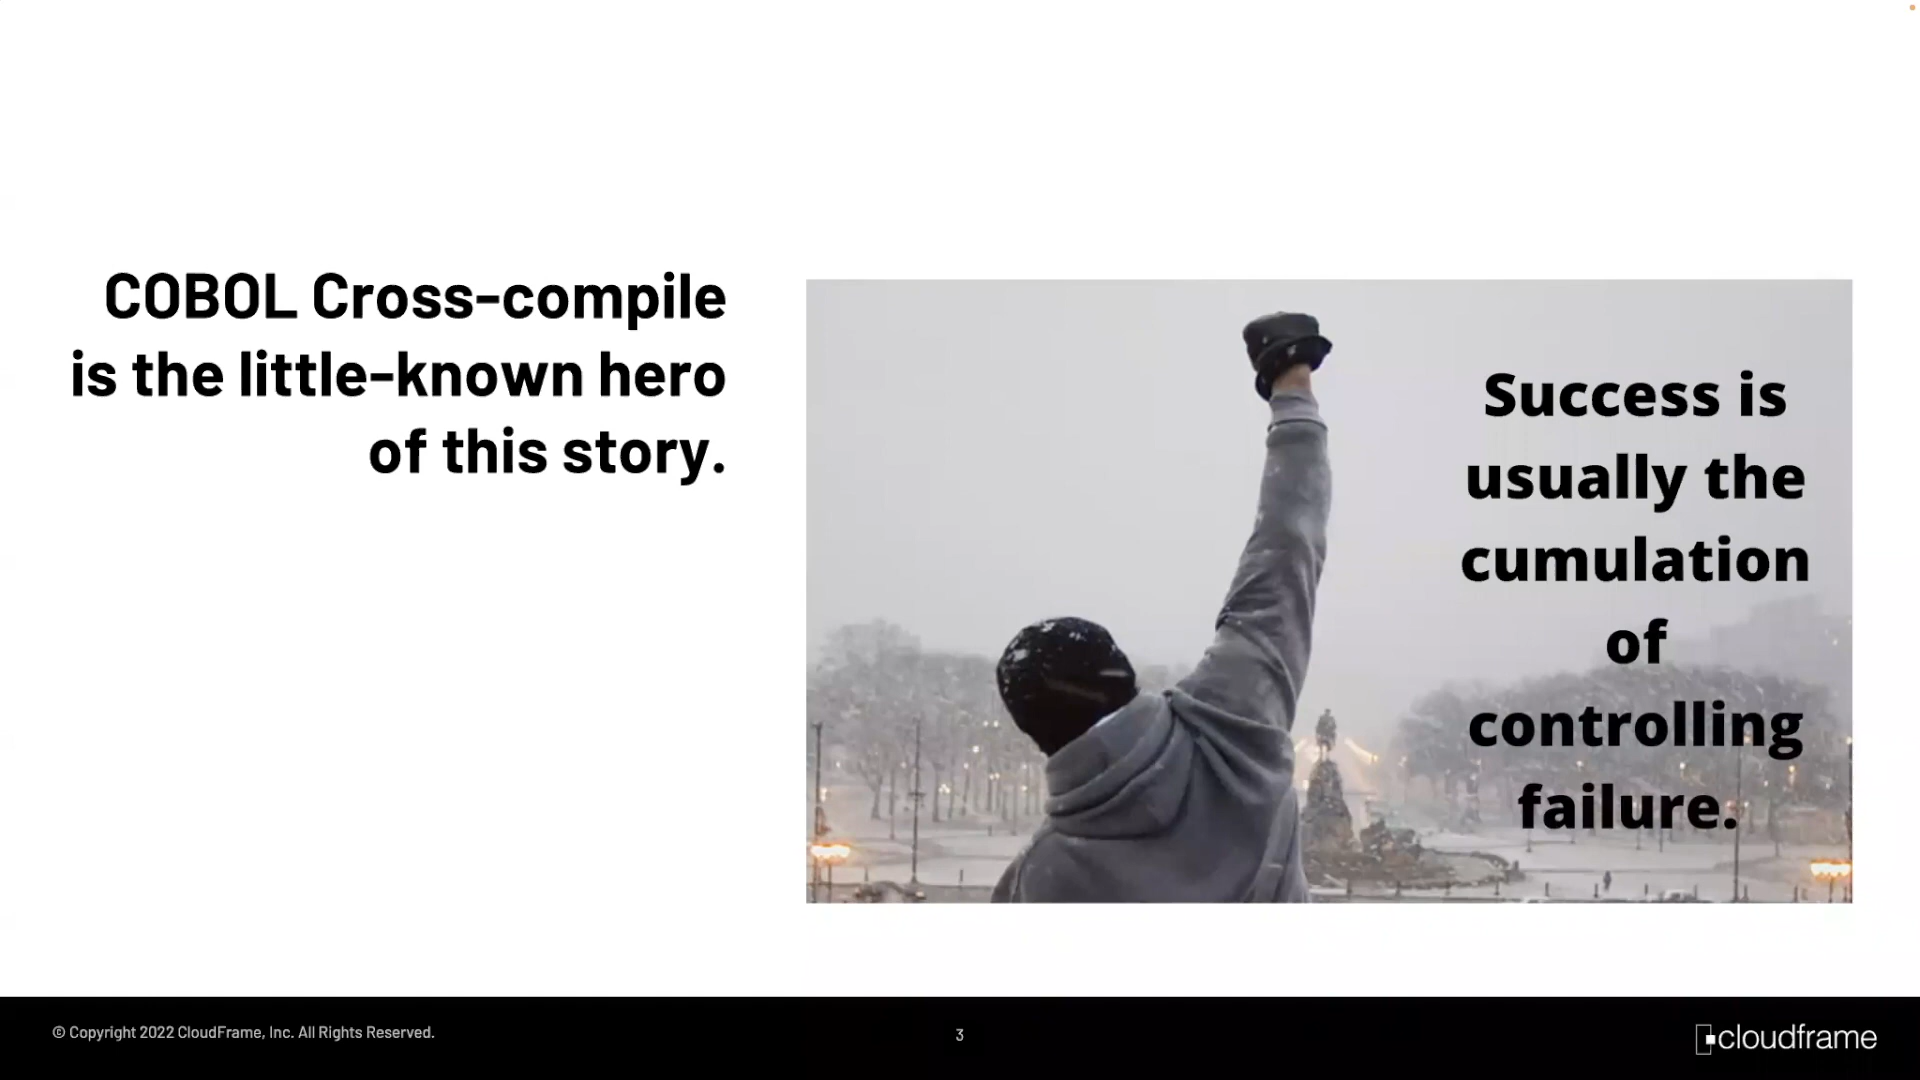 COBOL Cross-compile
is the little-known hero
of this story.
Success is
usually the
cumulation
of
controlling
failure.
© Copyright 2022 CloudFrame, Inc. All Rights Reserved.
3
cloudframe